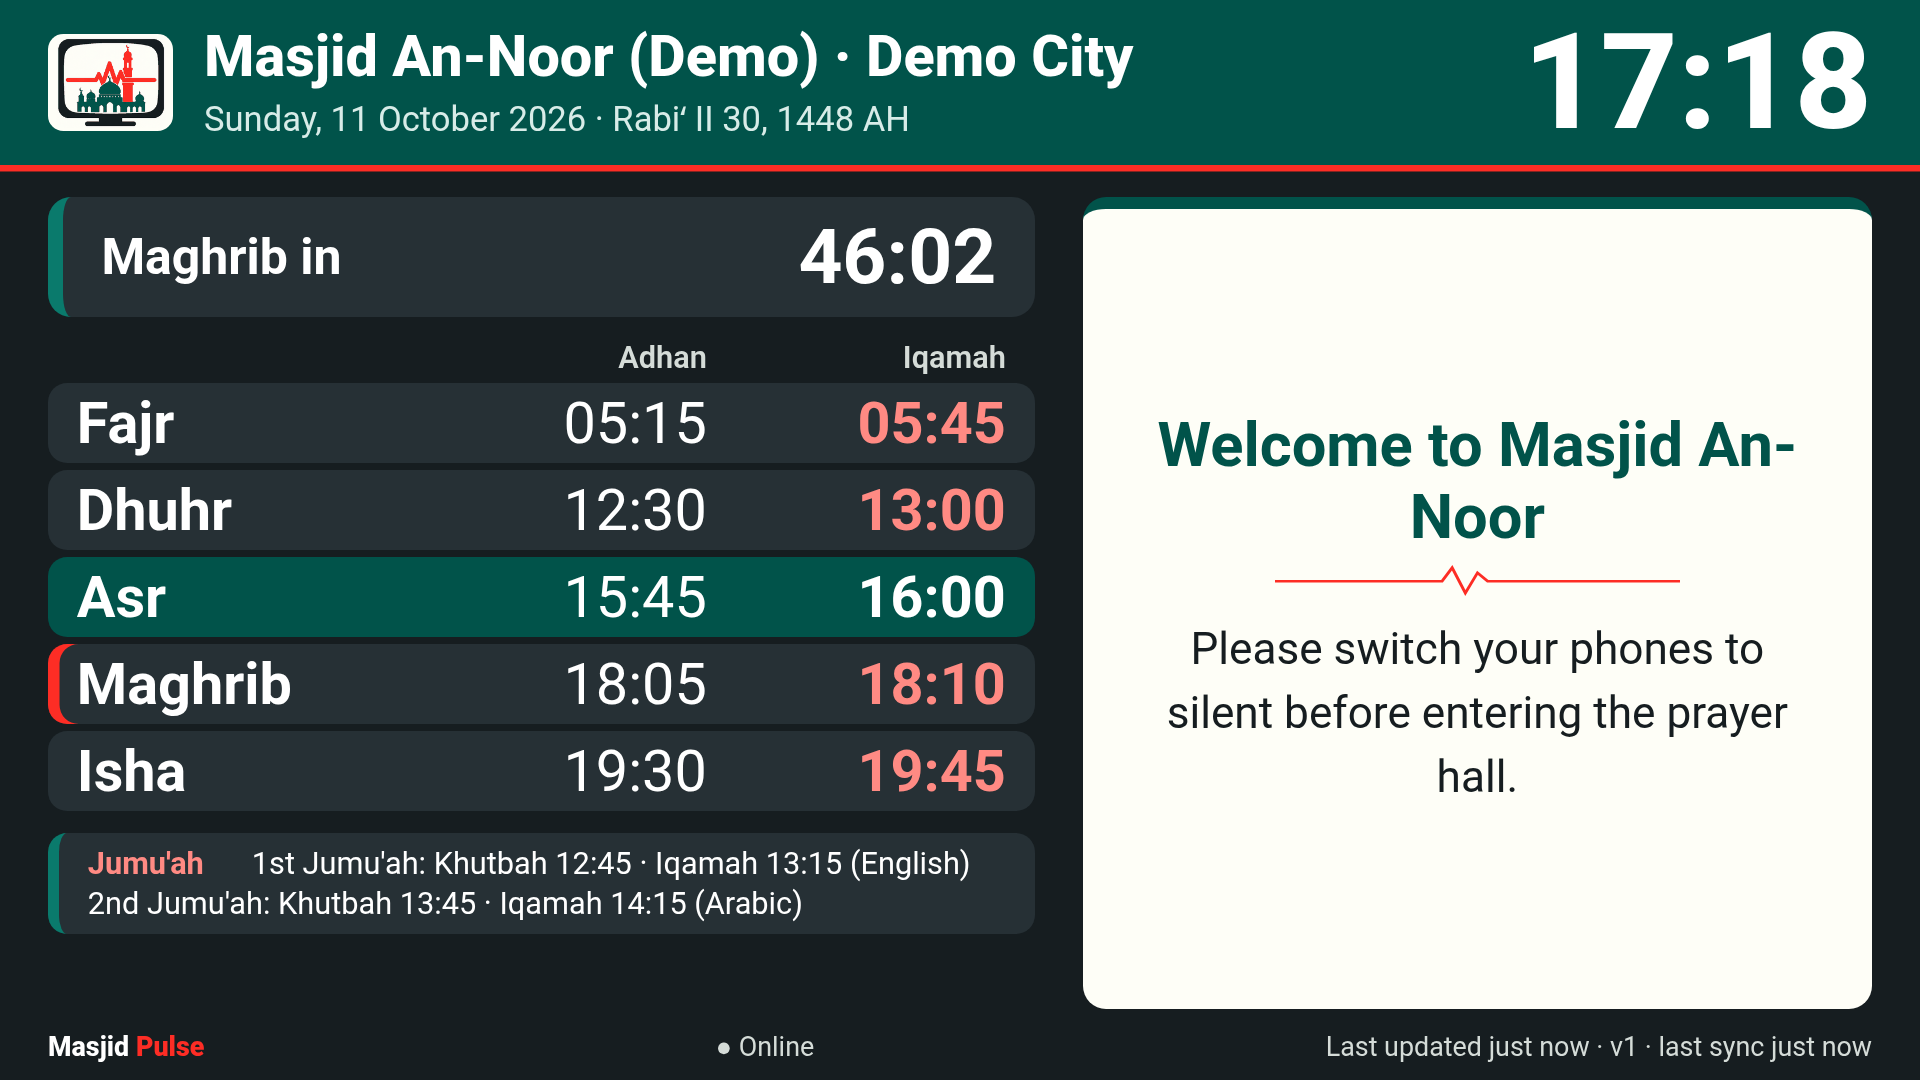 Masjid An-Noor (Demo) · Demo City
Sunday, 11 October 2026 · Rabiʻ II 30, 1448 AH
17:18
Maghrib in 46:02
Adhan Iqamah
Fajr 05:15 05:45
Dhuhr 12:30 13:00
Asr 15:45 16:00
Maghrib 18:05 18:10
Isha 19:30 19:45
Jumu'ah 1st Jumu'ah: Khutbah 12:45 · Iqamah 13:15 (English)
2nd Jumu'ah: Khutbah 13:45 · Iqamah 14:15 (Arabic)
Welcome to Masjid An-
Noor
Please switch your phones to
silent before entering the prayer
hall.
Masjid Pulse
● Online
Last updated just now · v1 · last sync just now